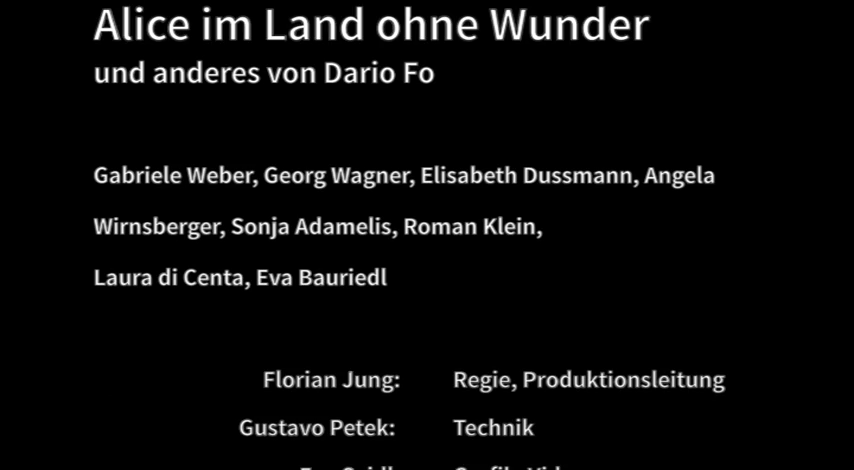 Alice im Land ohne Wunder
und anderes von Dario Fo
Gabriele Weber, Georg Wagner, Elisabeth Dussmann, Angela
Wirnsberger, Sonja Adamelis, Roman Klein,
Laura di Centa, Eva Bauriedl
Florian Jung: Regie, Produktionsleitung
Gustavo Petek: Technik